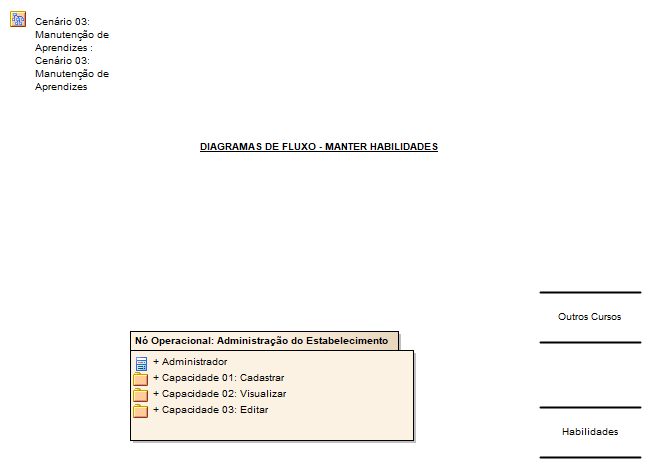 Cenário 03:
Manutenção de
Aprendizes :
Cenário 03:
Manutenção de
Aprendizes
DIAGRAMAS DE FLUXO - MANTER HABILIDADES
Outros Cursos
Nó Operacional: Administração do Estabelecimento
+ Administrador
+ Capacidade 01: Cadastrar
+ Capacidade 02: Visualizar
+ Capacidade 03: Editar
Habilidades